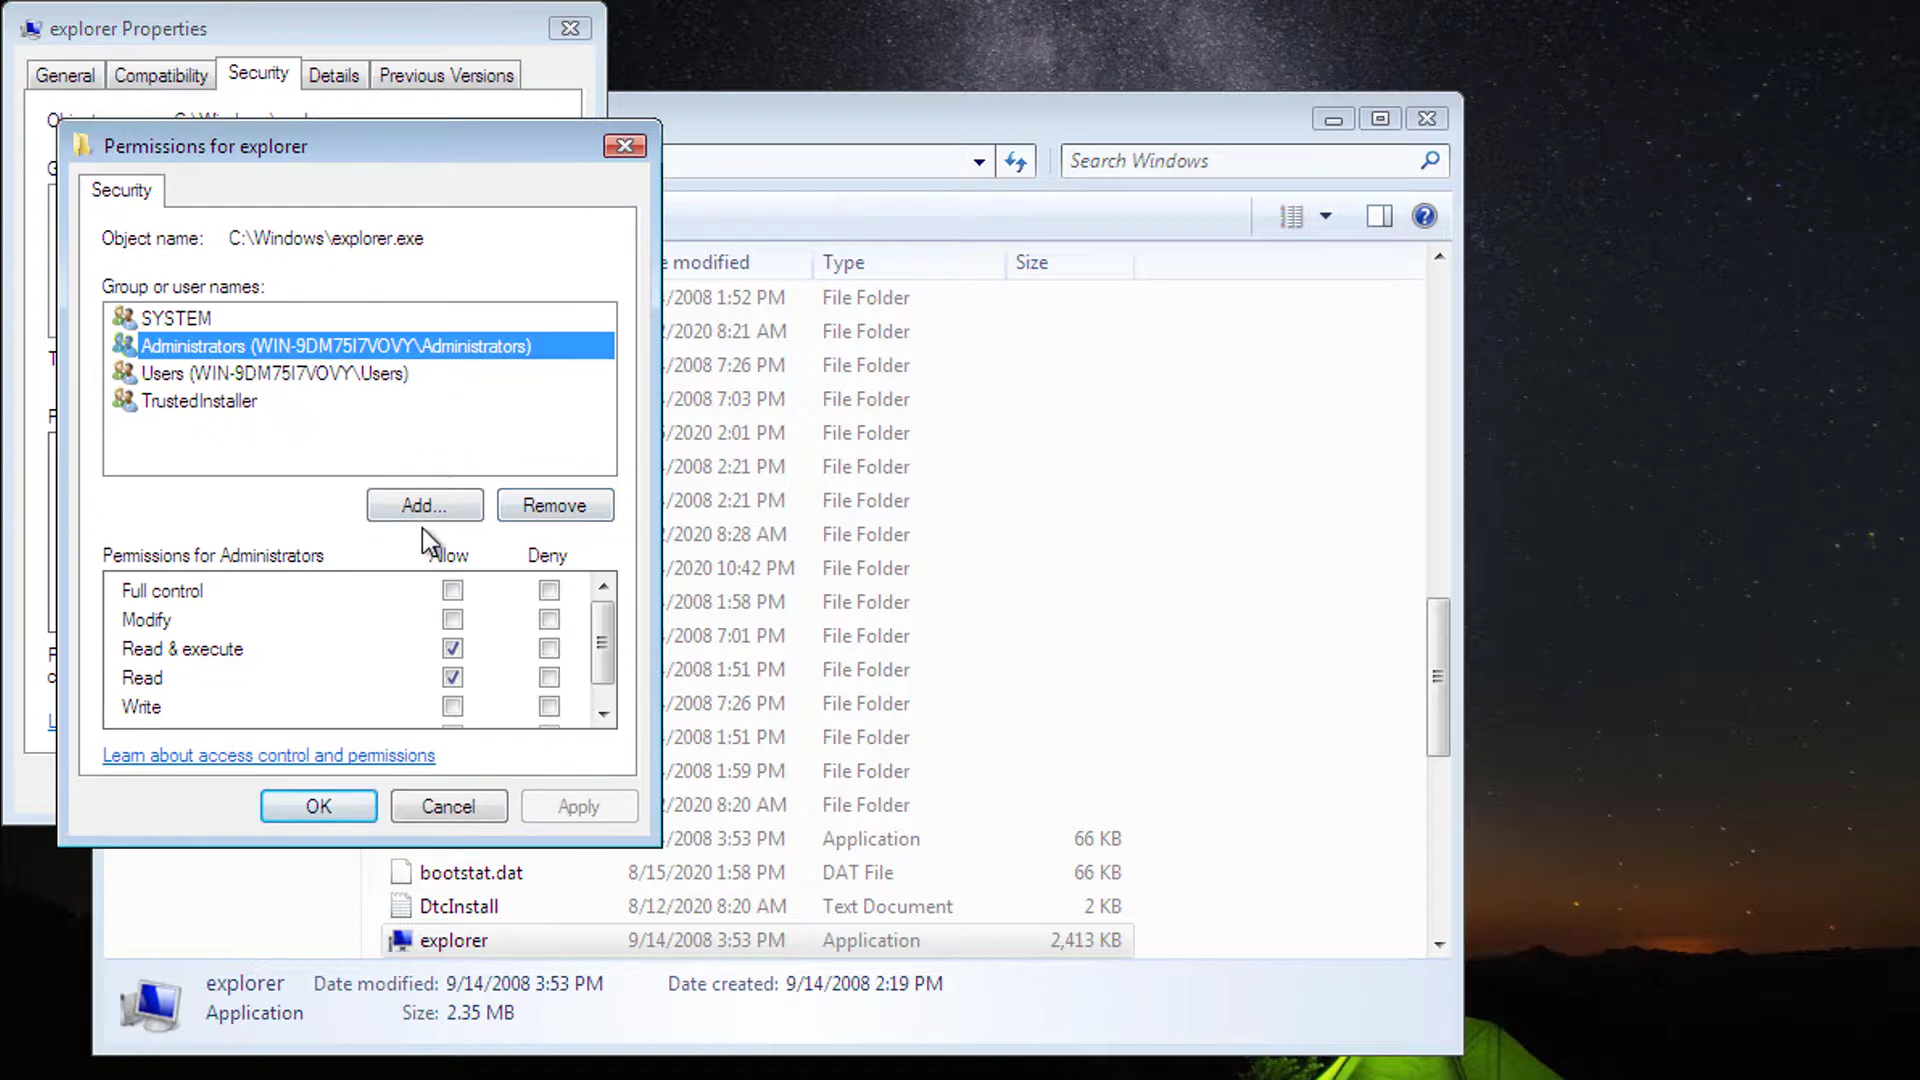 explorer Properties
General Compatibility Security Details Previous Versions
Permissions for explorer
Security
Object name: C:\Windows\explorer.exe
Group or user names:
SYSTEM
Administrators (WIN-9DM75I7VOVY\Administrators)
Users (WIN-9DM75I7VOVY\Users)
TrustedInstaller
Add... Remove
Permissions for Administrators Allow Deny
Full control
Modify
Read & execute
Read
Write
Learn about access control and permissions
OK Cancel Apply
Search Windows
modified Type Size
/2008 1:52 PM File Folder
/2020 8:21 AM File Folder
/2008 7:26 PM File Folder
/2008 7:03 PM File Folder
/2020 2:01 PM File Folder
/2008 2:21 PM File Folder
/2008 2:21 PM File Folder
/2020 8:28 AM File Folder
/2020 10:42 PM File Folder
/2008 1:58 PM File Folder
/2008 7:01 PM File Folder
/2008 1:51 PM File Folder
/2008 7:26 PM File Folder
/2008 1:51 PM File Folder
/2008 1:59 PM File Folder
/2020 8:20 AM File Folder
/2008 3:53 PM Application 66 KB
bootstat.dat 8/15/2020 1:58 PM DAT File 66 KB
DtcInstall 8/12/2020 8:20 AM Text Document 2 KB
explorer 9/14/2008 3:53 PM Application 2,413 KB
explorer Date modified: 9/14/2008 3:53 PM Date created: 9/14/2008 2:19 PM
Application Size: 2.35 MB